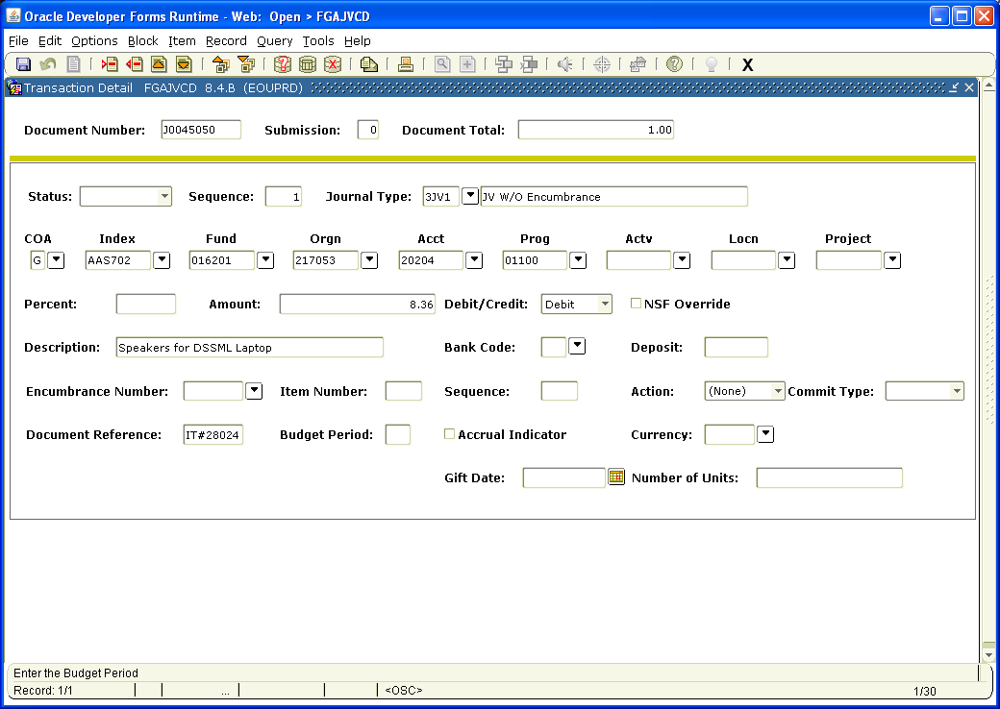 Oracle Developer Forms Runtime - Web:  Open > FGAJVCD
File Edit Options Block Item Record Query Tools Help
X
Transaction Detail  FGAJVCD  8.4.B  (EOUPRD)
Document Number: J0045050 Submission: 0 Document Total: 1.00
Status: Sequence: 1 Journal Type: 3JV1 JV W/O Encumbrance
COA Index Fund Orgn Acct Prog Actv Locn Project
G AAS702 016201 217053 20204 01100
Percent: Amount: 8.36 Debit/Credit: Debit NSF Override
Description: Speakers for DSSML Laptop Bank Code: Deposit:
Encumbrance Number: Item Number: Sequence: Action: (None) Commit Type:
Document Reference: IT#28024 Budget Period: Accrual Indicator Currency:
Gift Date: Number of Units:
Enter the Budget Period
Record: 1/1 ... <OSC> 1/30